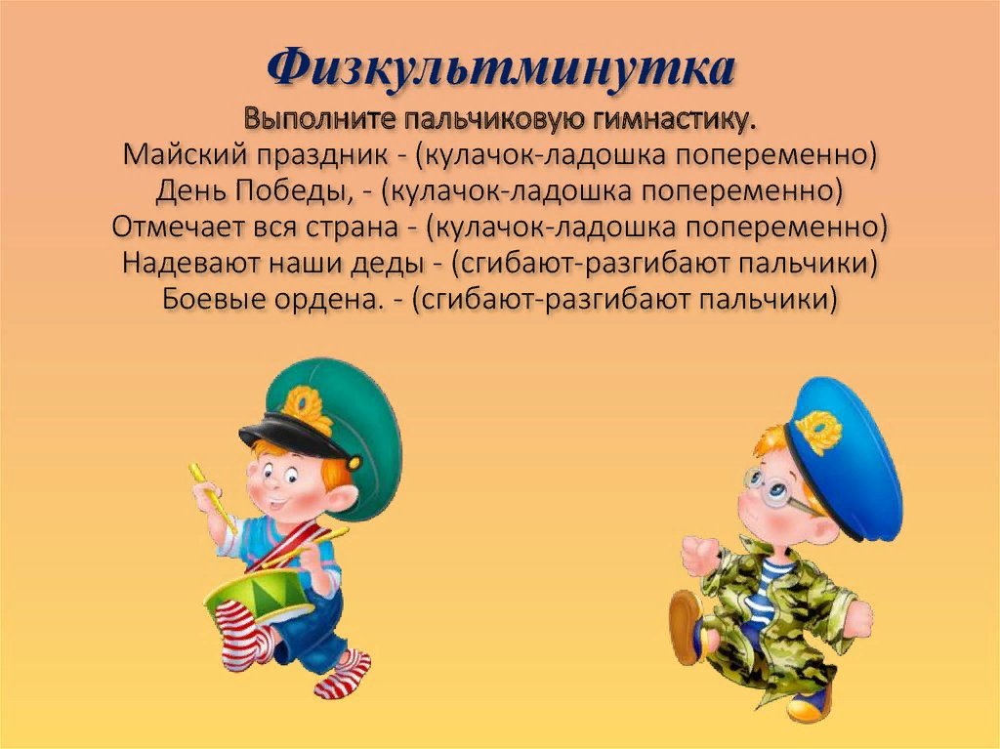 Физкультминутка
Выполните пальчиковую гимнастику.
Майский праздник - (кулачок-ладошка попеременно)
День Победы, - (кулачок-ладошка попеременно)
Отмечает вся страна - (кулачок-ладошка попеременно)
Надевают наши деды - (сгибают-разгибают пальчики)
Боевые ордена. - (сгибают-разгибают пальчики)